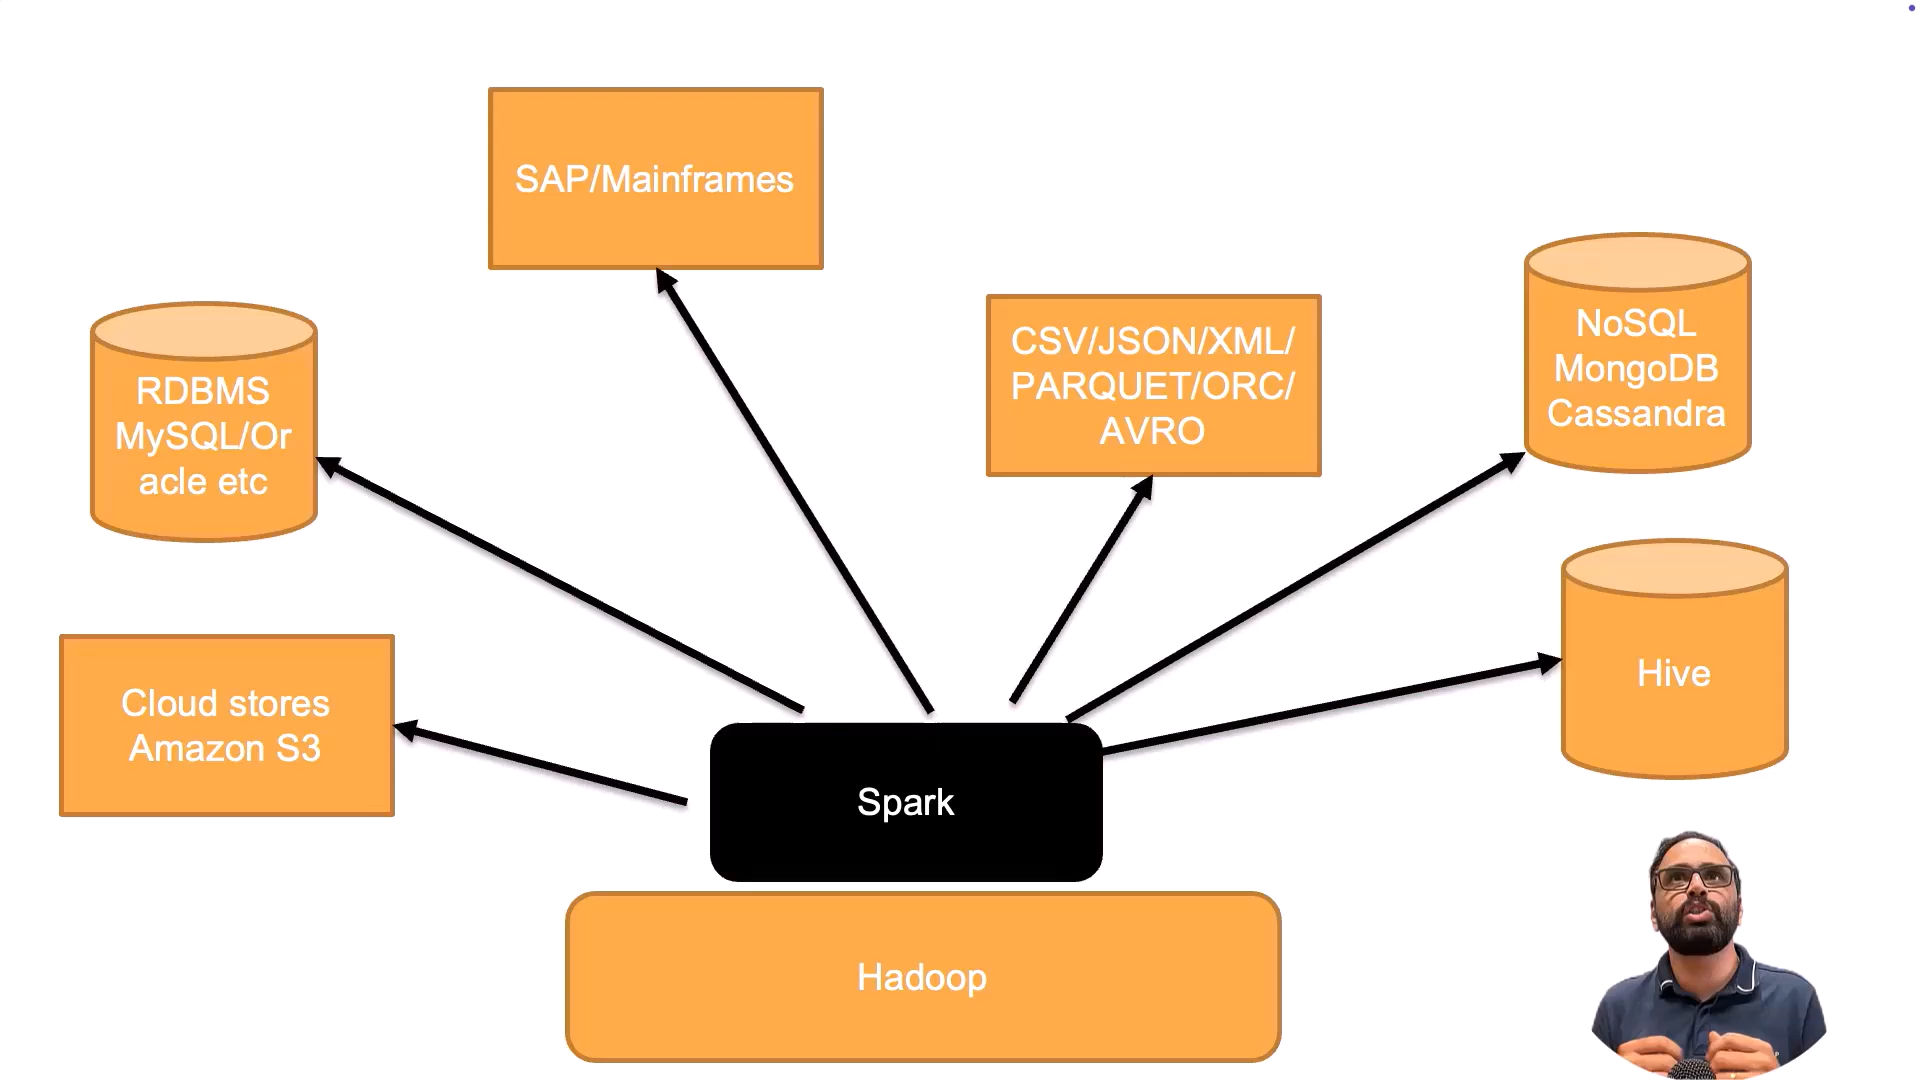 SAP/Mainframes
CSV/JSON/XML/
PARQUET/ORC/
AVRO
NoSQL
MongoDB
Cassandra
RDBMS
MySQL/Or
acle etc
Hive
Cloud stores
Amazon S3
Spark
Hadoop